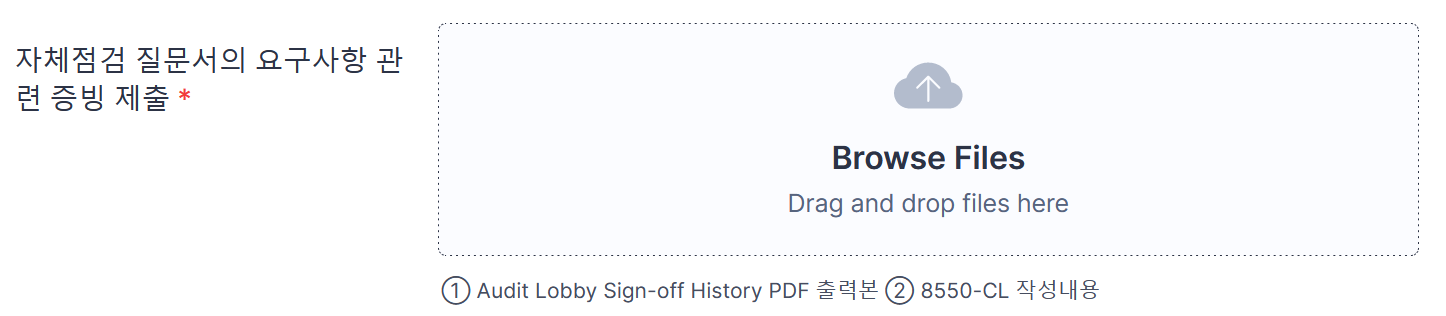 자체점검 질문서의 요구사항 관
련 증빙 제출 *
Browse Files
Drag and drop files here
① Audit Lobby Sign-off History PDF 출력본 ② 8550-CL 작성내용